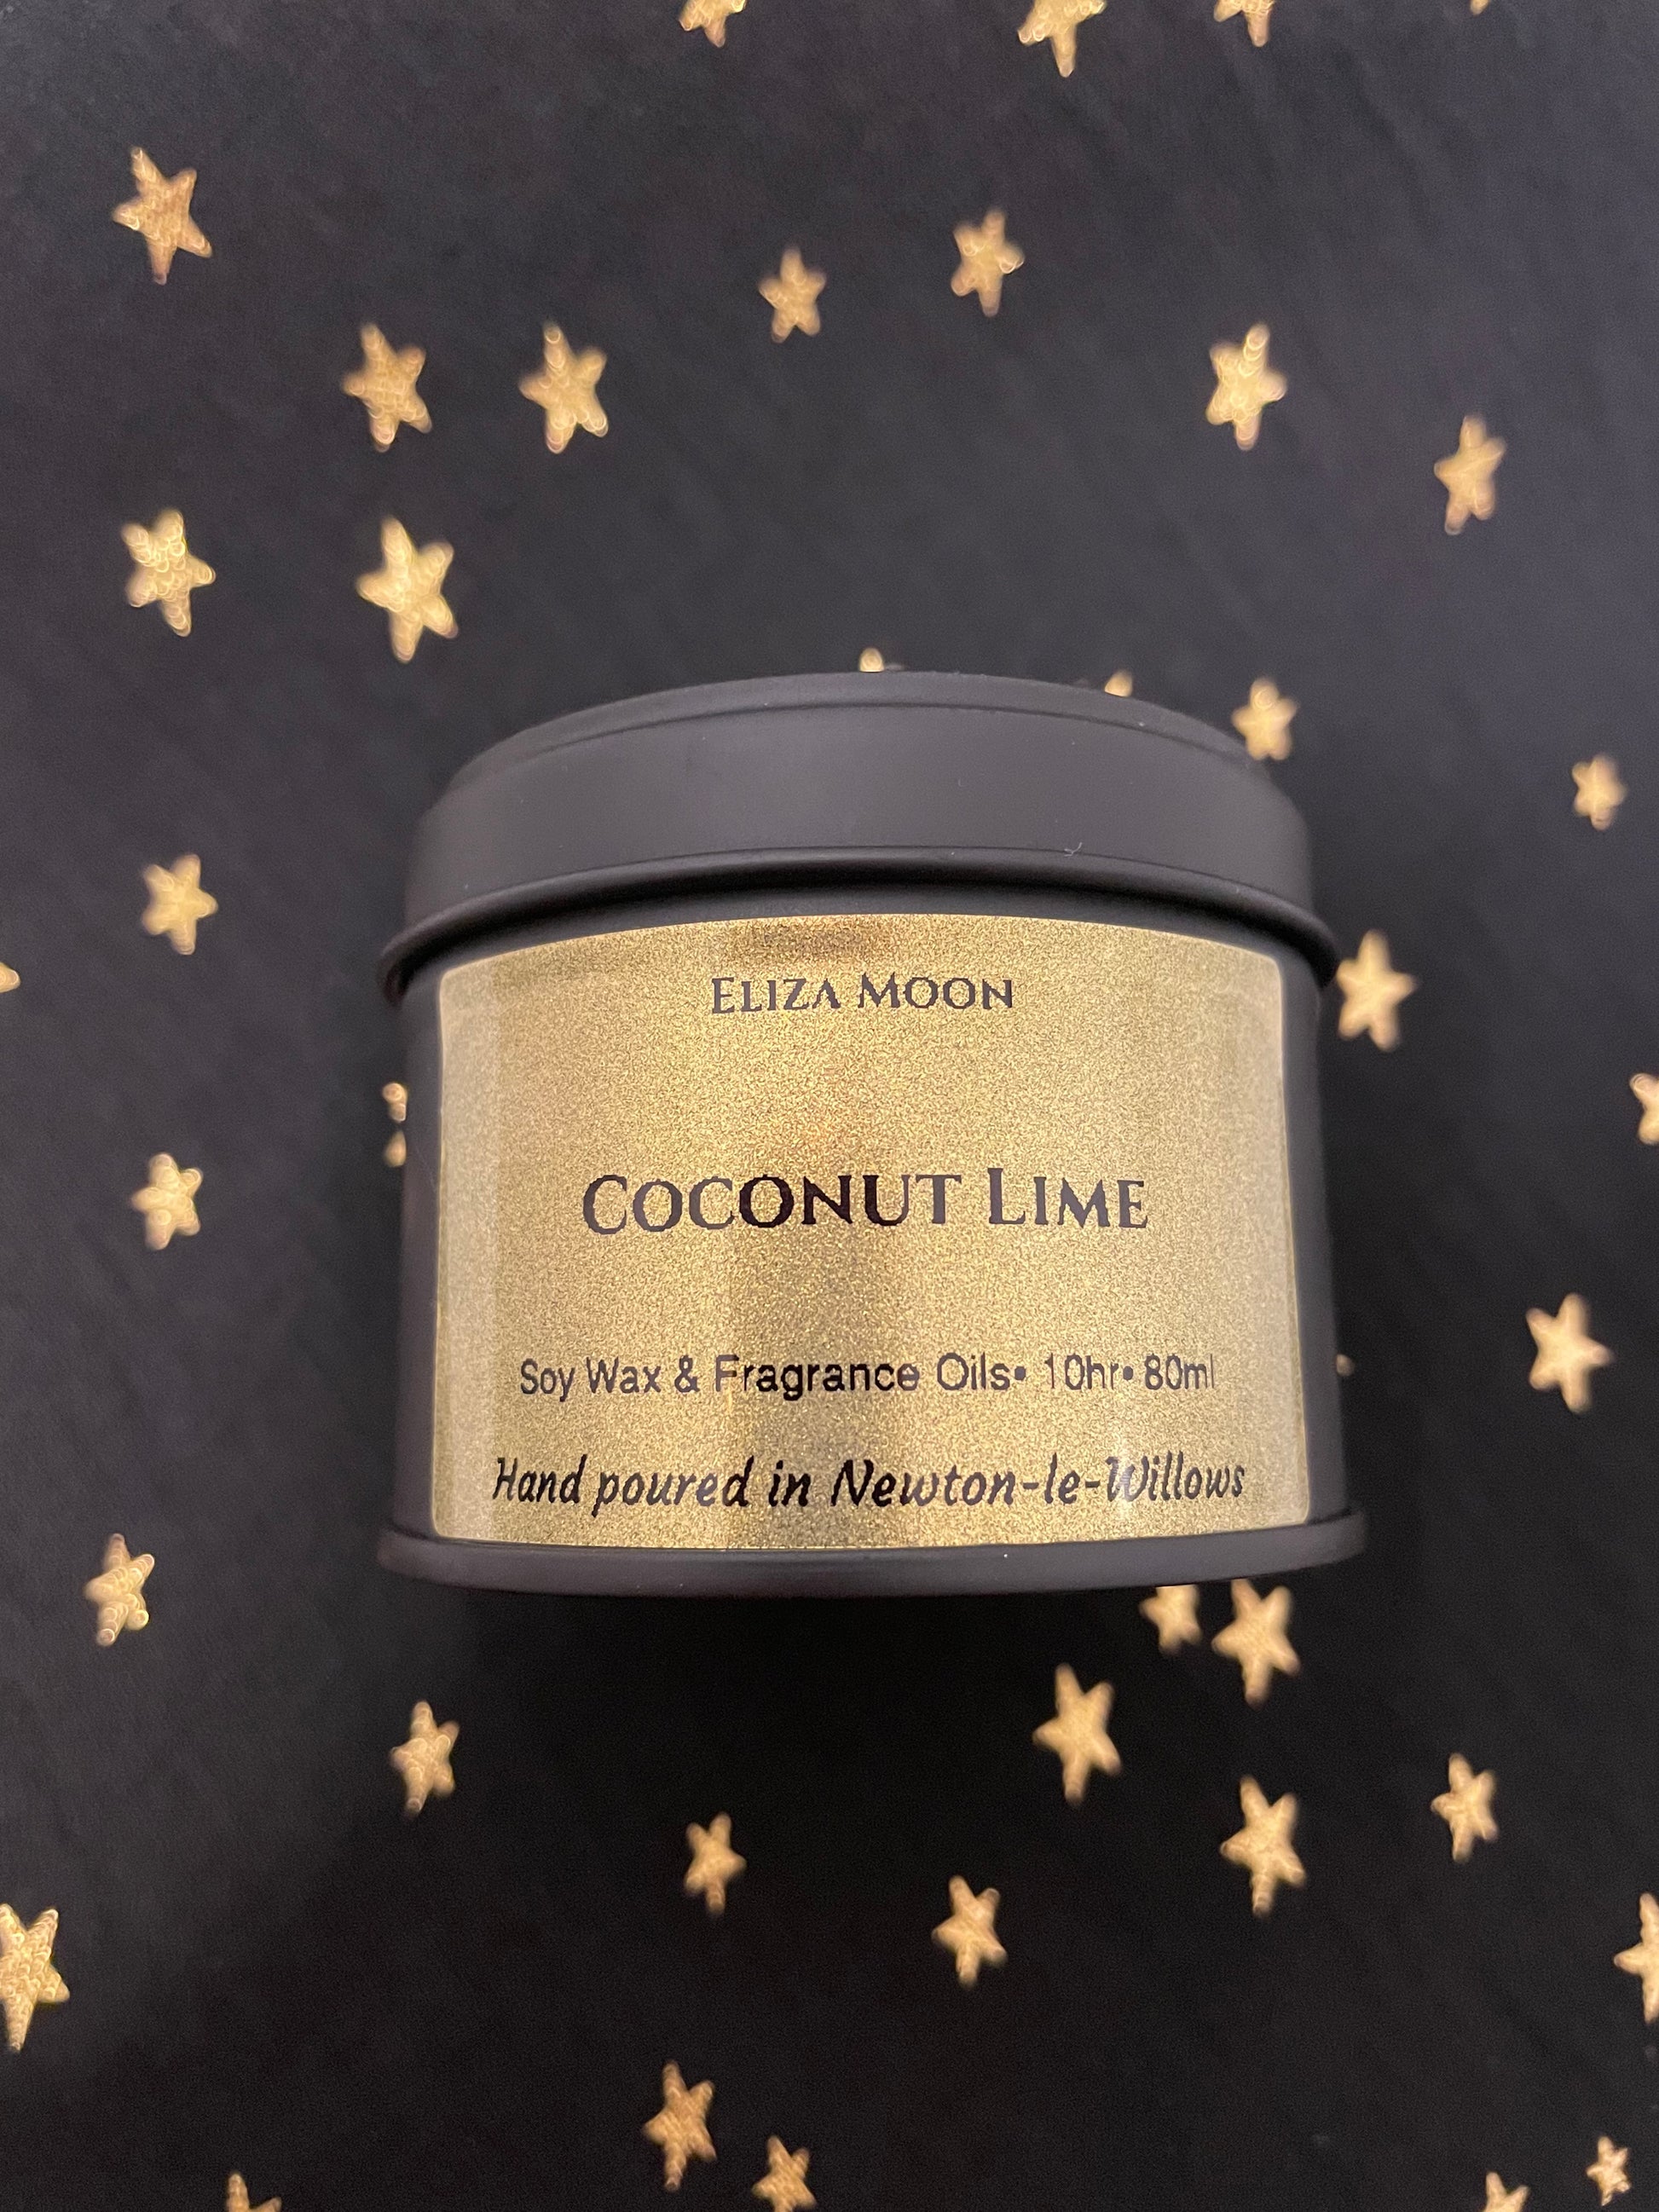 Eliza Moon
Coconut Lime
Soy Wax & Fragrance Oils• 10hr• 80ml
Hand poured in Newton-le-Willows